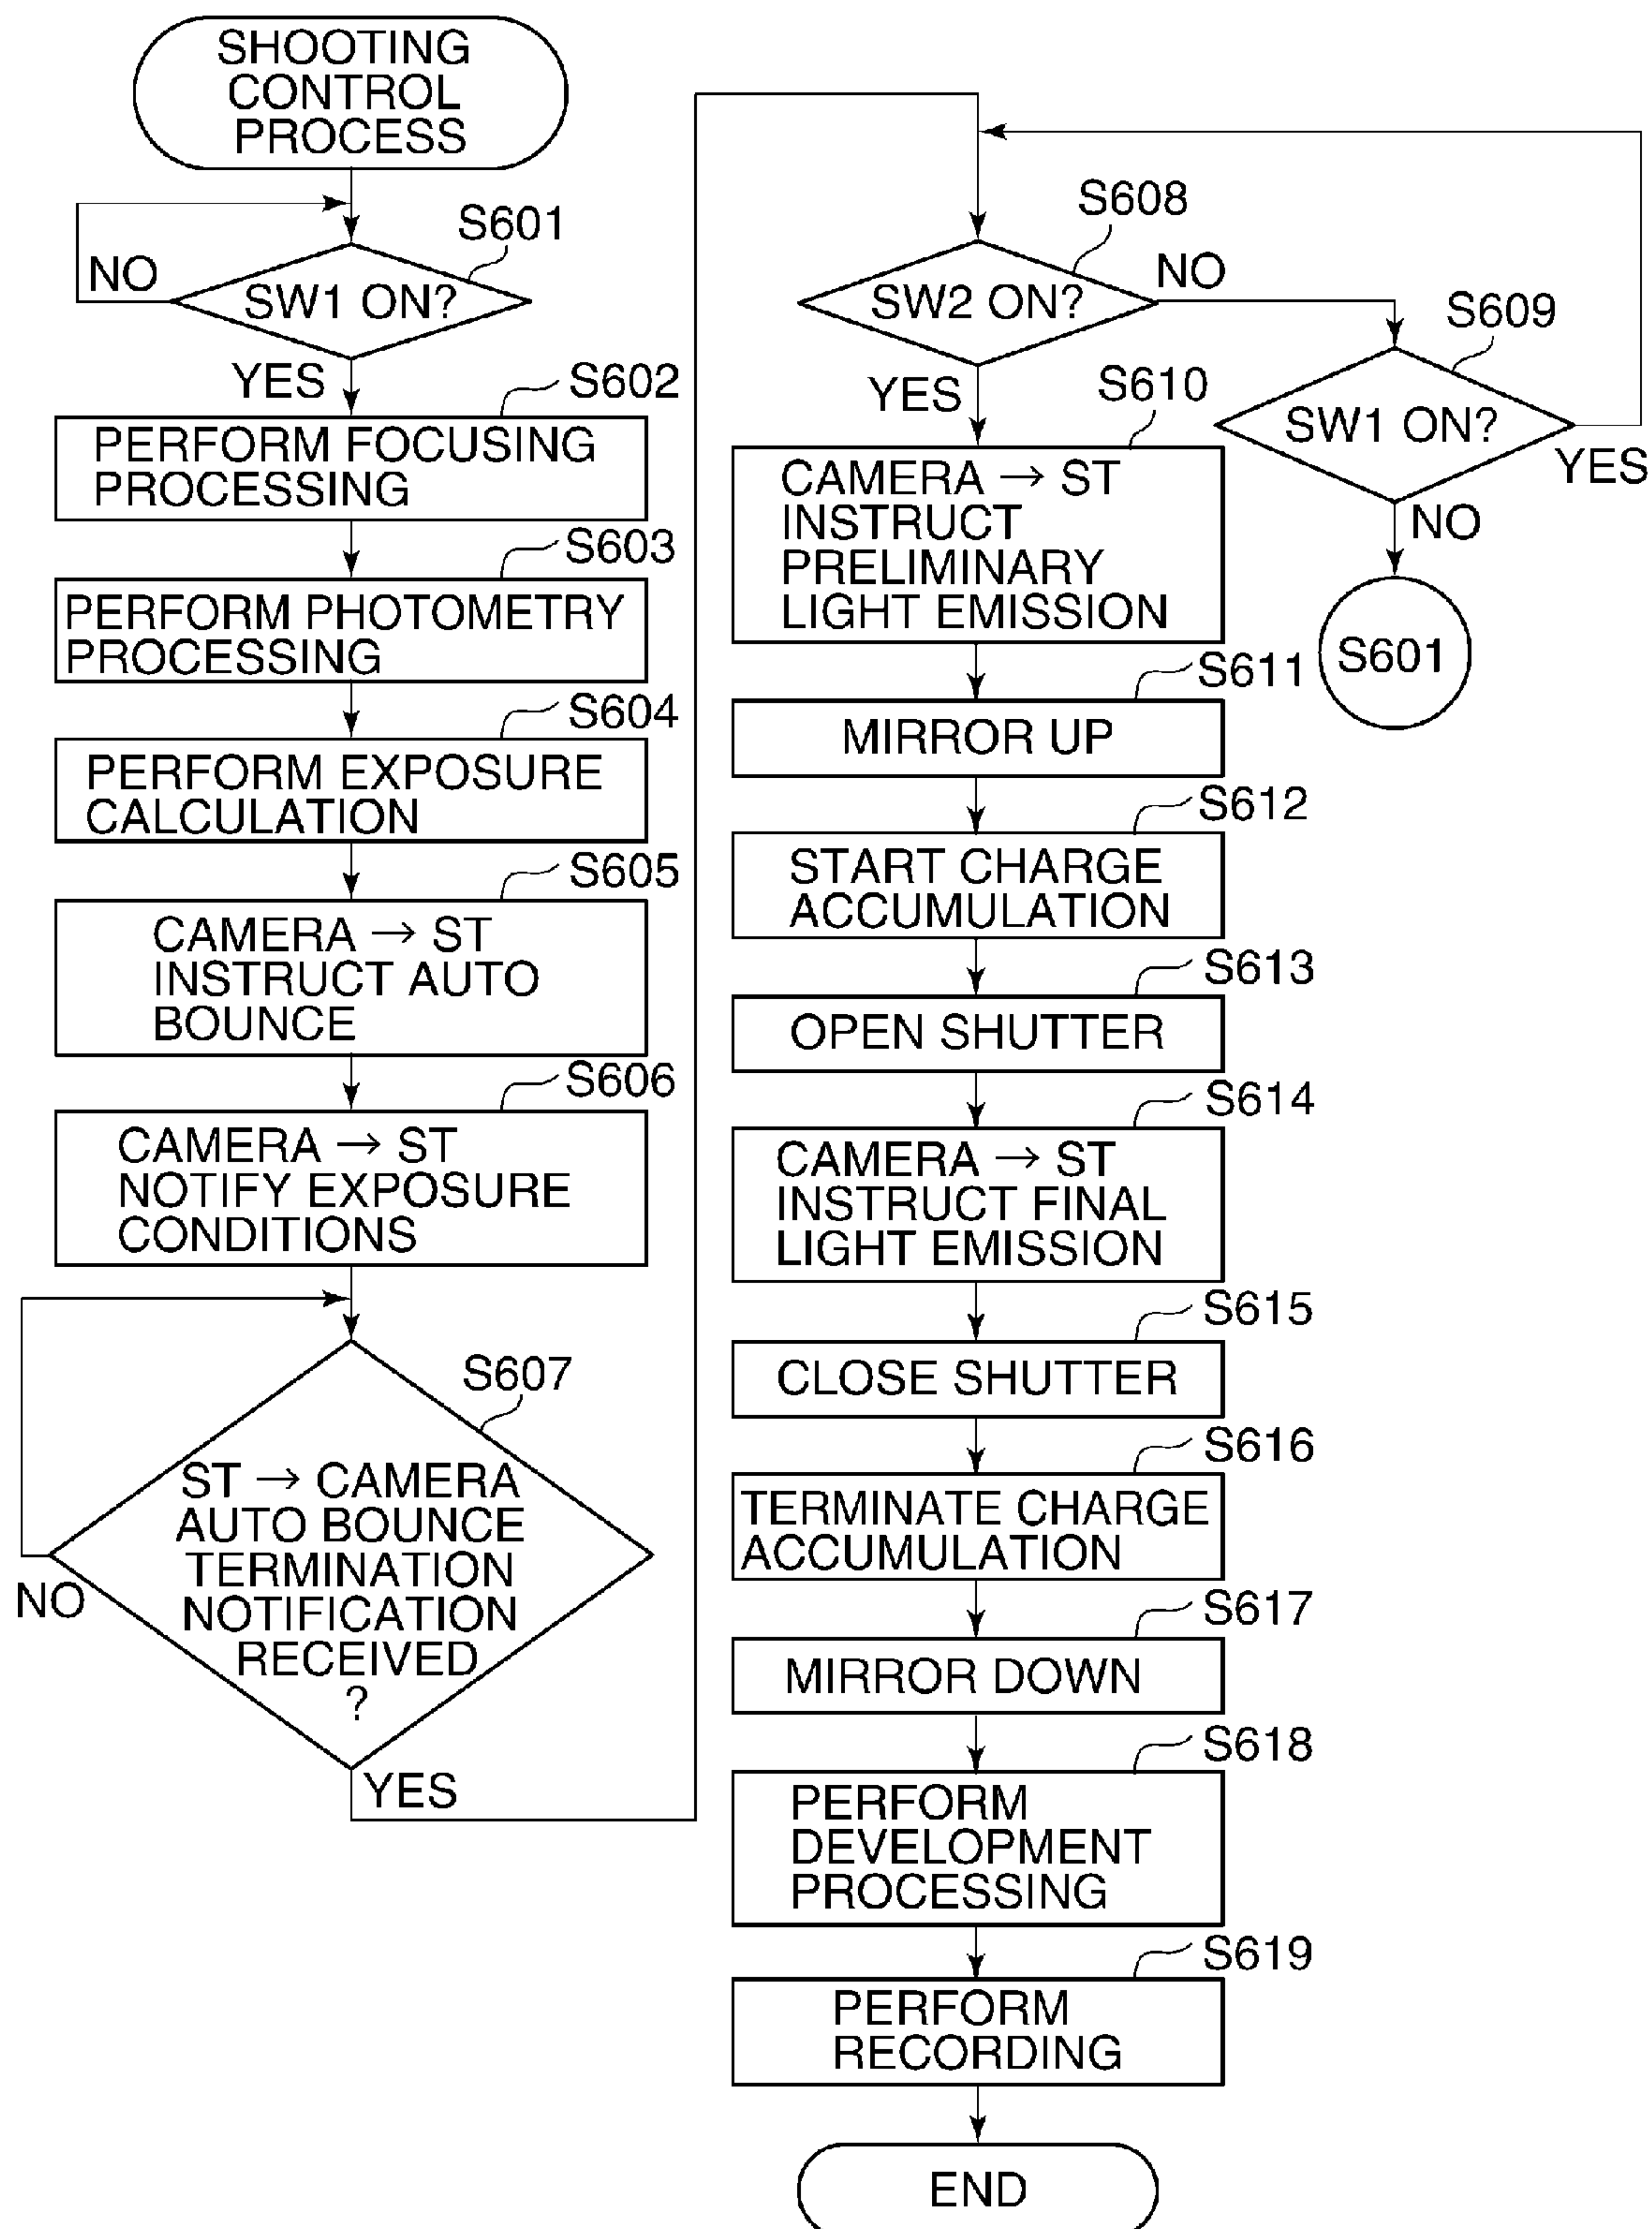 SHOOTING
CONTROL
PROCESS
S601
NO
SW1 ON?
YES
S602
PERFORM FOCUSING
PROCESSING
S603
PERFORM PHOTOMETRY
PROCESSING
S604
PERFORM EXPOSURE
CALCULATION
S605
CAMERA → ST
INSTRUCT AUTO
BOUNCE
S606
CAMERA → ST
NOTIFY EXPOSURE
CONDITIONS
S607
ST → CAMERA
AUTO BOUNCE
TERMINATION
NOTIFICATION
RECEIVED
?
NO
YES
S608
SW2 ON?
NO
S609
SW1 ON?
YES
NO
S601
YES
S610
CAMERA → ST
INSTRUCT
PRELIMINARY
LIGHT EMISSION
S611
MIRROR UP
S612
START CHARGE
ACCUMULATION
S613
OPEN SHUTTER
S614
CAMERA → ST
INSTRUCT FINAL
LIGHT EMISSION
S615
CLOSE SHUTTER
S616
TERMINATE CHARGE
ACCUMULATION
S617
MIRROR DOWN
S618
PERFORM
DEVELOPMENT
PROCESSING
S619
PERFORM
RECORDING
END